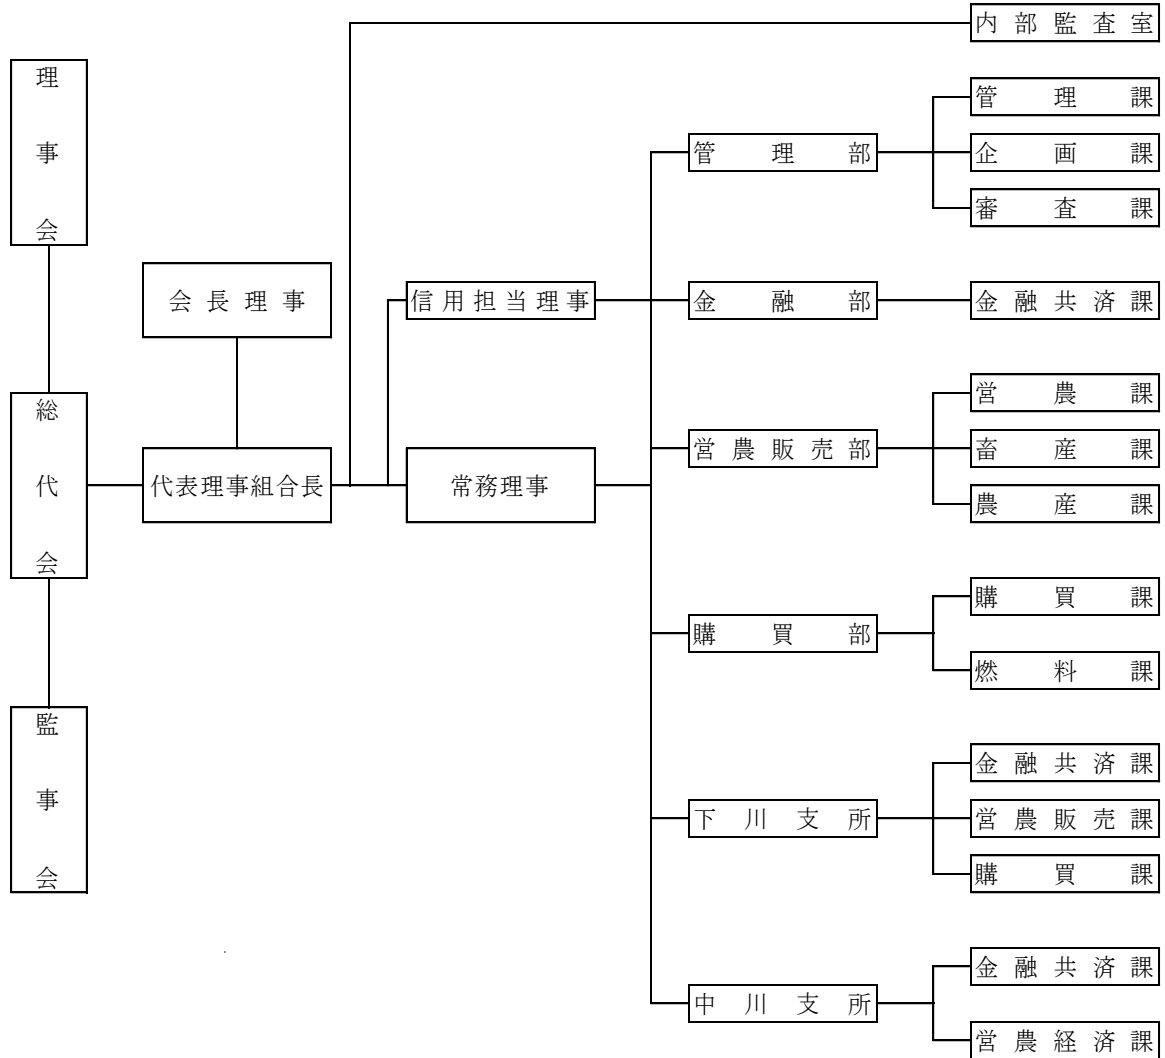 内部監査室
理事会
管理課
管理部
企画課
審査課
会長理事
信用担当理事
金融部
金融共済課
総代会
代表理事組合長
常務理事
営農販売部
営農課
畜産課
農産課
購買部
購買課
燃料課
監事会
下川支所
金融共済課
営農販売課
購買課
中川支所
金融共済課
営農経済課